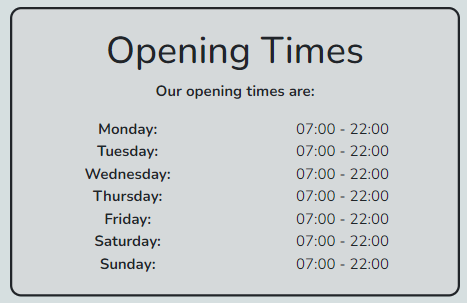 Opening Times
Our opening times are:
Monday: 07:00 - 22:00
Tuesday: 07:00 - 22:00
Wednesday: 07:00 - 22:00
Thursday: 07:00 - 22:00
Friday: 07:00 - 22:00
Saturday: 07:00 - 22:00
Sunday: 07:00 - 22:00